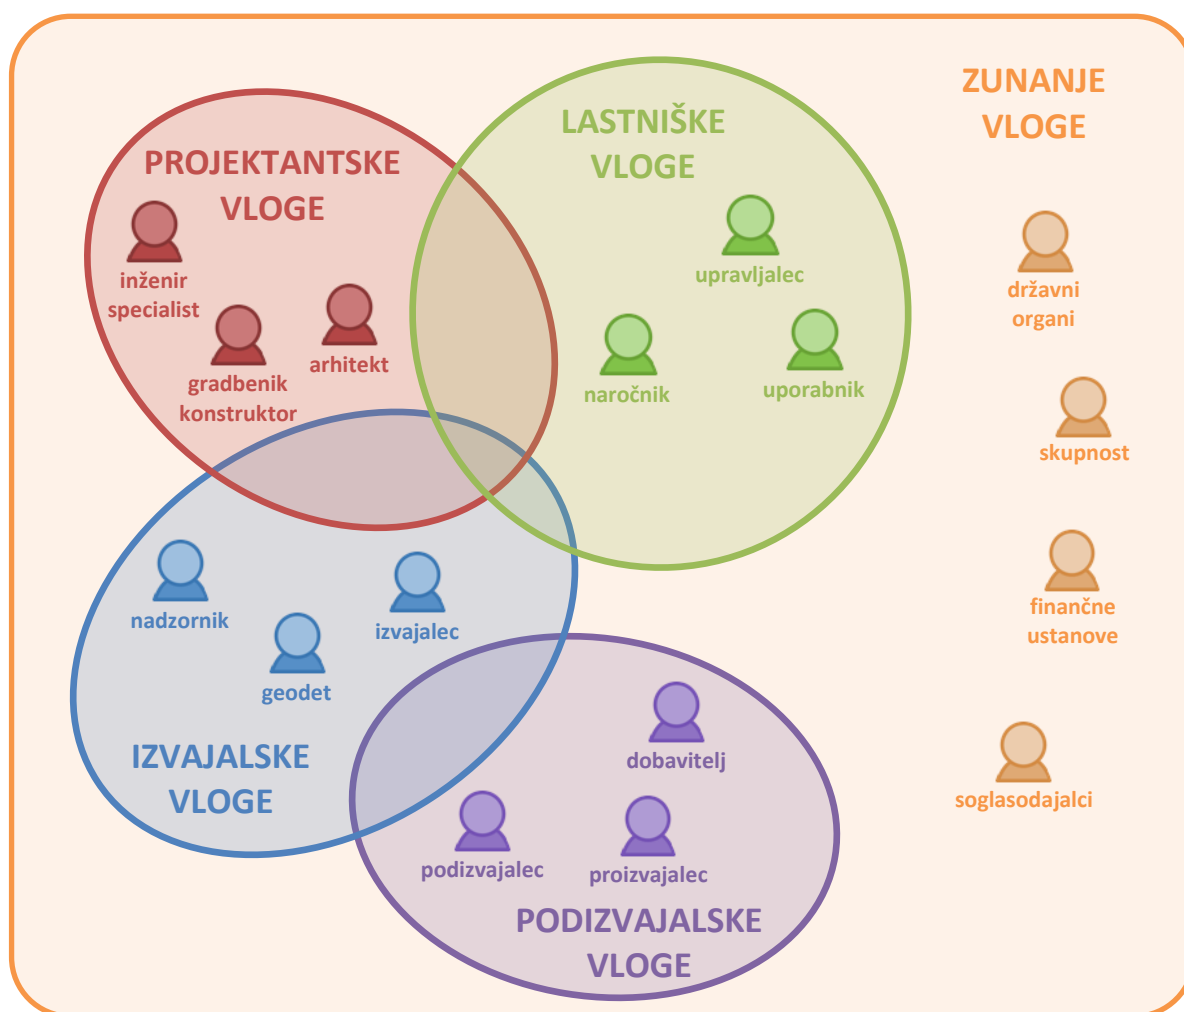 PROJEKTANTSKE
VLOGE
inženir
specialist
gradbenik
konstruktor
arhitekt
LASTNIŠKE
VLOGE
upravljalec
naročnik
uporabnik
ZUNANJE
VLOGE
državni
organi
skupnost
finančne
ustanove
soglasodajalci
nadzornik
izvajalec
geodet
IZVAJALSKE
VLOGE
dobavitelj
podizvajalec
proizvajalec
PODIZVAJALSKE
VLOGE